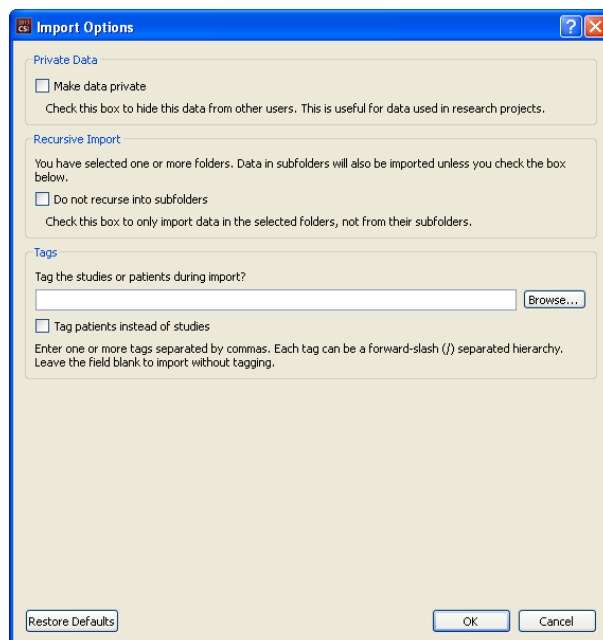 Import Options
Private Data
Make data private
Check this box to hide this data from other users. This is useful for data used in research projects.
Recursive Import
You have selected one or more folders. Data in subfolders will also be imported unless you check the box
below.
Do not recurse into subfolders
Check this box to only import data in the selected folders, not from their subfolders.
Tags
Tag the studies or patients during import?
Browse...
Tag patients instead of studies
Enter one or more tags separated by commas. Each tag can be a forward-slash (/) separated hierarchy.
Leave the field blank to import without tagging.
Restore Defaults
OK
Cancel